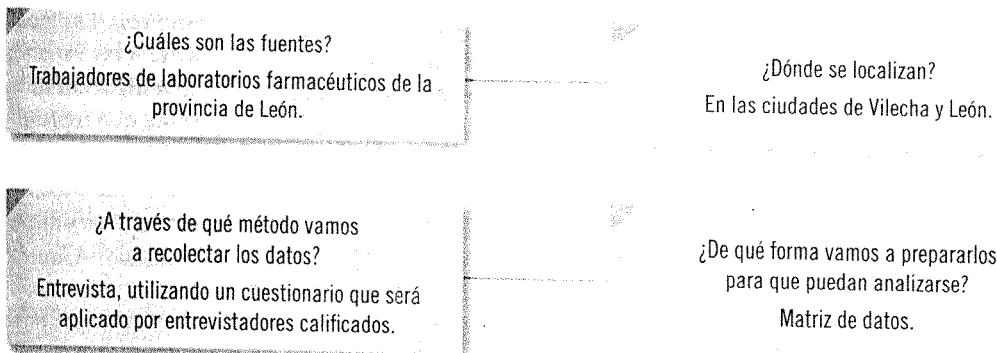 ¿Cuáles son las fuentes?
Trabajadores de laboratorios farmacéuticos de la
provincia de León.
¿Dónde se localizan?
En las ciudades de Vilecha y León.
¿A través de qué método vamos
a recolectar los datos?
Entrevista, utilizando un cuestionario que será
aplicado por entrevistadores calificados.
¿De qué forma vamos a prepararlos
para que puedan analizarse?
Matriz de datos.